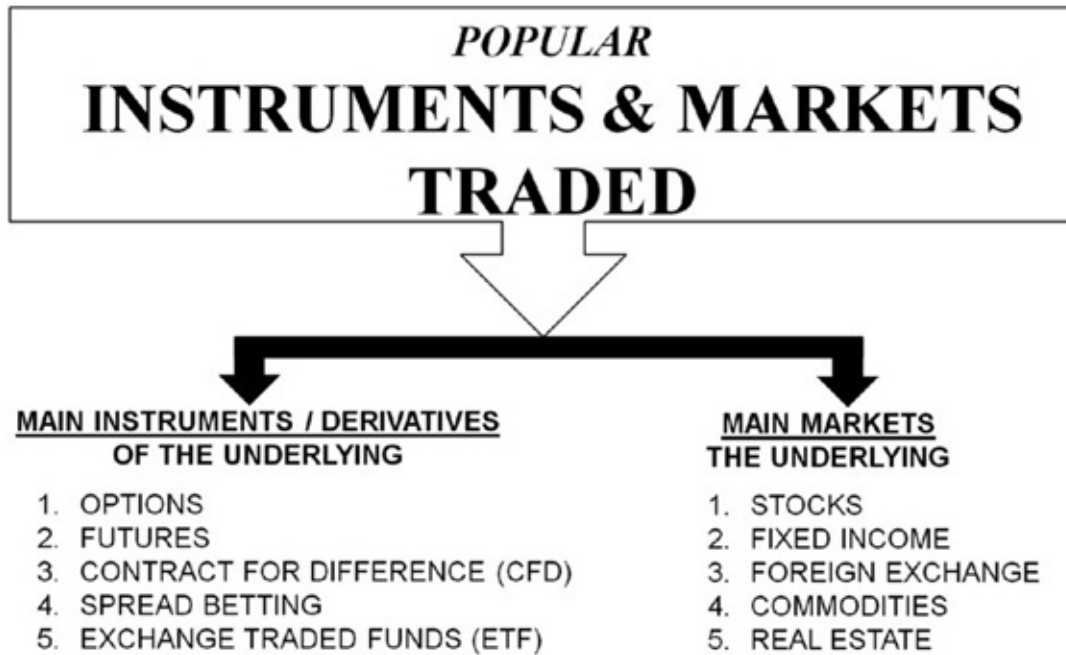 POPULAR
INSTRUMENTS & MARKETS
TRADED
MAIN INSTRUMENTS / DERIVATIVES
OF THE UNDERLYING
1. OPTIONS
2. FUTURES
3. CONTRACT FOR DIFFERENCE (CFD)
4. SPREAD BETTING
5. EXCHANGE TRADED FUNDS (ETF)
MAIN MARKETS
THE UNDERLYING
1. STOCKS
2. FIXED INCOME
3. FOREIGN EXCHANGE
4. COMMODITIES
5. REAL ESTATE